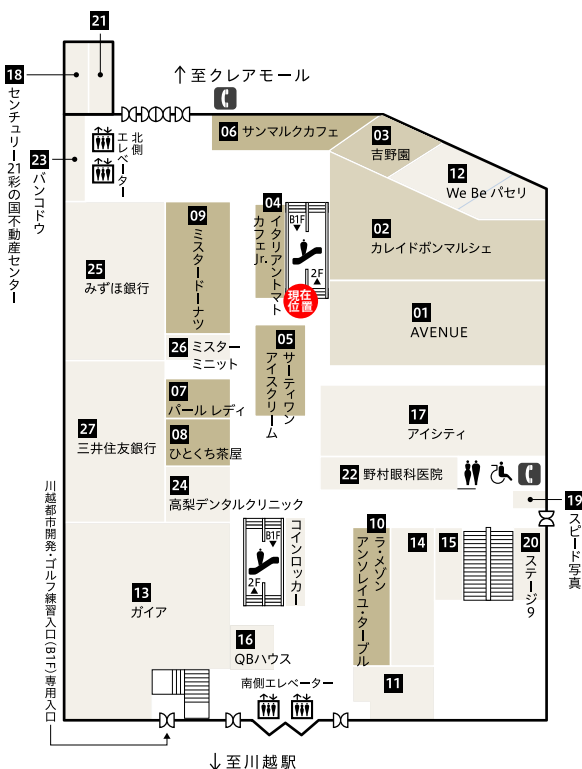 21
18
センチュリー21彩の国不動産センター
↑至クレアモール
06 サンマルクカフェ
03
吉野園
12
We Be パセリ
北側
エレベーター
23
バンコドウ
09
ミスタードーナツ
04
イタリアントマト
カフェJr.
B1F
2F
現在
位置
02
カレイドボンマルシェ
01
AVENUE
25
みずほ銀行
26 ミスター
ミニット
05
サーティワン
アイスクリーム
07
パール レディ
08
ひとくち茶屋
27
三井住友銀行
17
アイシティ
22 野村眼科医院
24
高梨デンタルクリニック
19
スピード写真
10
ラ・メゾン
アンソレイユ・ターブル
14
15
20
ステージ9
B1F
2F
コインロッカー
川越都市開発・ゴルフ練習入口(B1F)専用入口
13
ガイア
16
QBハウス
11
南側エレベーター
↓至川越駅